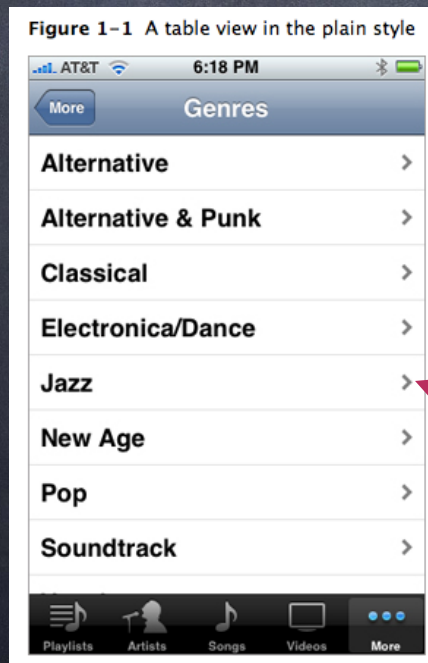 Figure 1-1 A table view in the plain style
AT&T 6:18 PM
More Genres
Alternative
Alternative & Punk
Classical
Electronica/Dance
Jazz
New Age
Pop
Soundtrack
Playlists Artists Songs Videos More